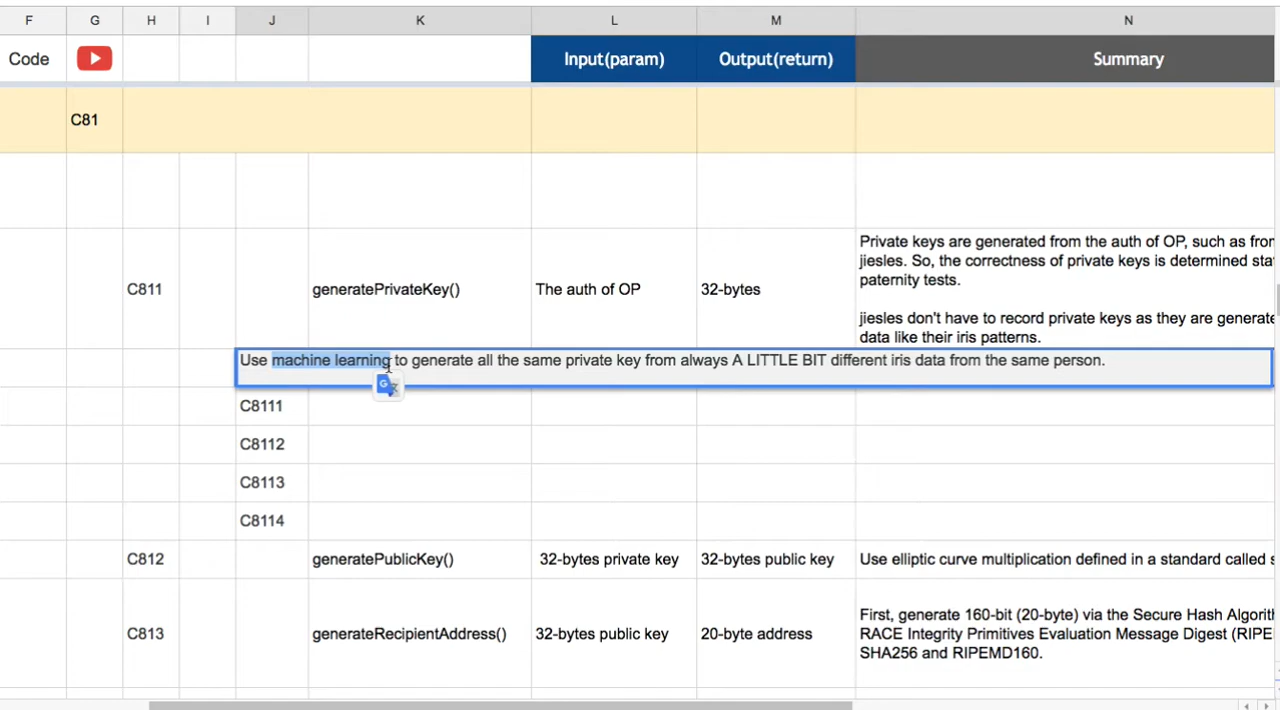 F G H I J K L M N
Code Input(param) Output(return) Summary
C81
Private keys are generated from the auth of OP, such as from
jiesles. So, the correctness of private keys is determined sta
paternity tests.
C811 generatePrivateKey() The auth of OP 32-bytes
jiesles don't have to record private keys as they are generate
data like their iris patterns.
Use machine learning to generate all the same private key from always A LITTLE BIT different iris data from the same person.
C8111
C8112
C8113
C8114
C812 generatePublicKey() 32-bytes private key 32-bytes public key Use elliptic curve multiplication defined in a standard called s
First, generate 160-bit (20-byte) via the Secure Hash Algorit
C813 generateRecipientAddress() 32-bytes public key 20-byte address RACE Integrity Primitives Evaluation Message Digest (RIPE
SHA256 and RIPEMD160.